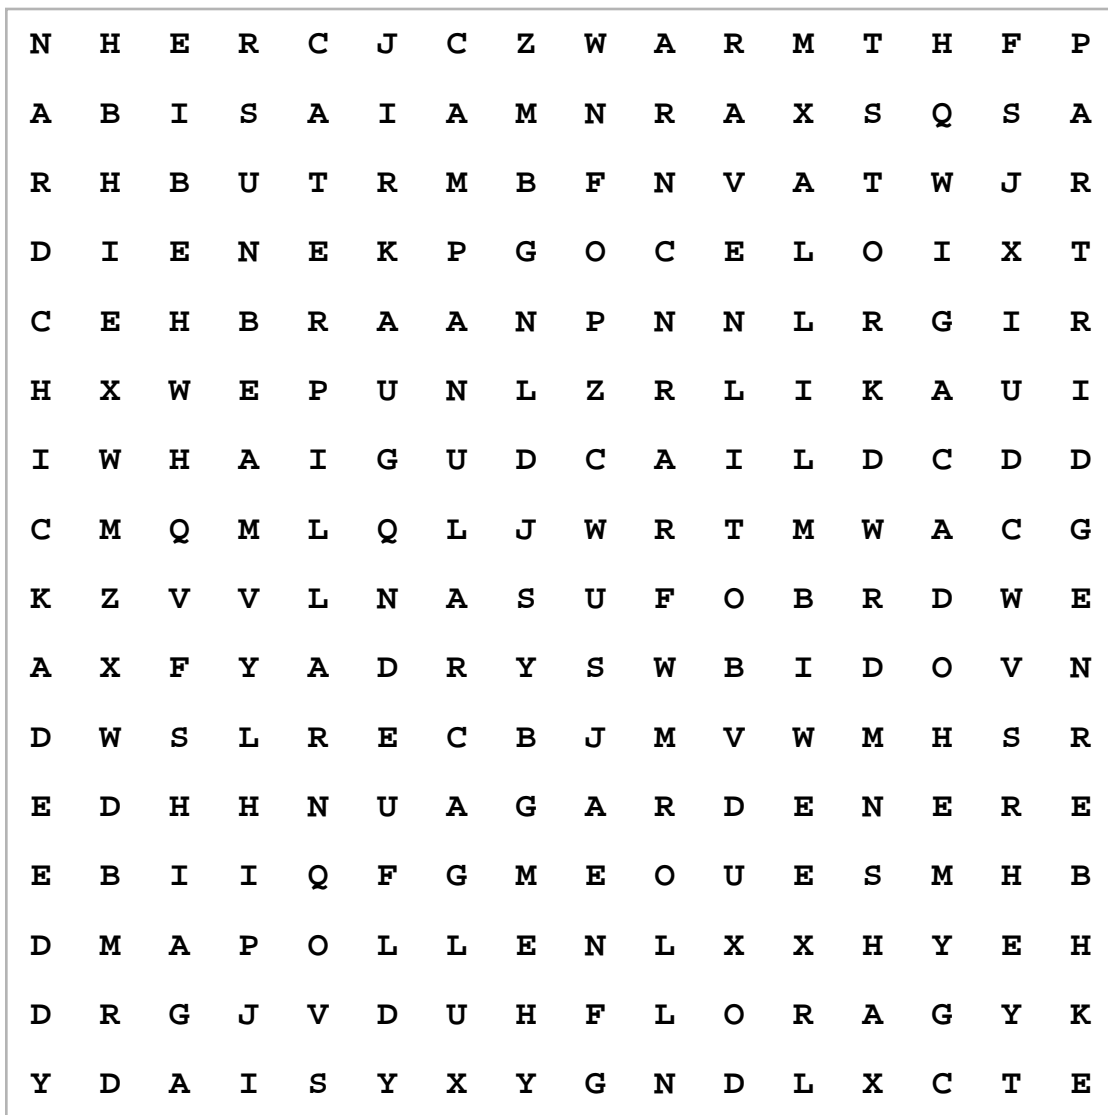 N H E R C J C Z W A R M T H F P
A B I S A I A M N R A X S Q S A
R H B U T R M B F N V A T W J R
D I E N E K P G O C E L O I X T
C E H B R A A N P N N L R G I R
H X W E P U N L Z R L I K A U I
I W H A I G U D C A I L D C D D
C M Q M L Q L J W R T M W A C G
K Z V V L N A S U F O B R D W E
A X F Y A D R Y S W B I D O V N
D W S L R E C B J M V W M H S R
E D H H N U A G A R D E N E R E
E B I I Q F G M E O U E S M H B
D M A P O L L E N L X X H Y E H
D R G J V D U H F L O R A G Y K
Y D A I S Y X Y G N D L X C T E